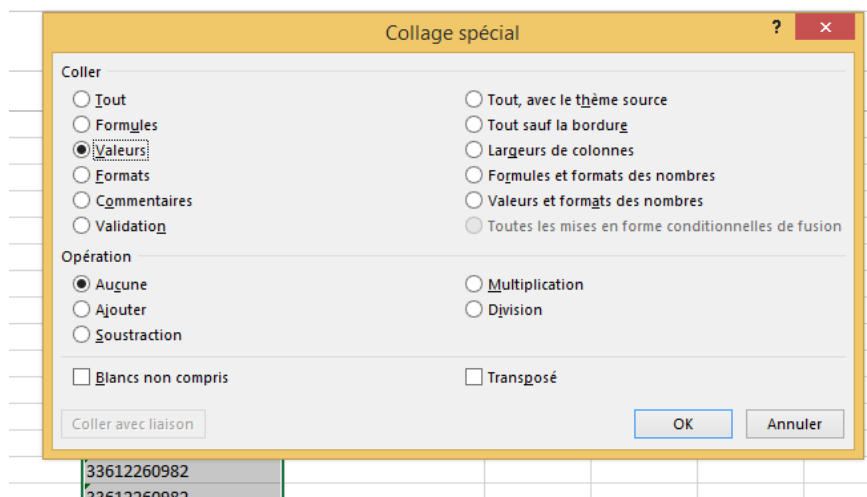 Collage spécial
?
Coller
Tout
Tout, avec le thème source
Formules
Tout sauf la bordure
Valeurs
Largeurs de colonnes
Formats
Formules et formats des nombres
Commentaires
Valeurs et formats des nombres
Validation
Toutes les mises en forme conditionnelles de fusion
Opération
Aucune
Multiplication
Ajouter
Division
Soustraction
Blancs non compris
Transposé
Coller avec liaison
OK
Annuler
33612260982
33612260982